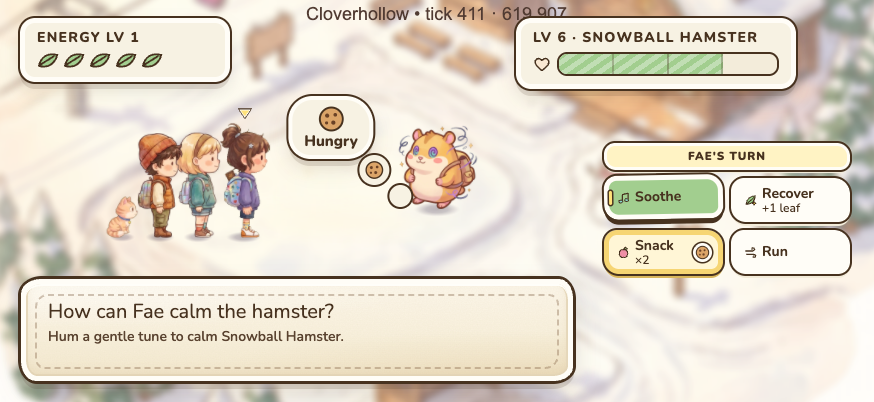 Cloverhollow • tick 411 · 619,907
ENERGY LV 1
LV 6 · SNOWBALL HAMSTER
Hungry
FAE'S TURN
Soothe
Recover
+1 leaf
Snack
×2
Run
How can Fae calm the hamster?
Hum a gentle tune to calm Snowball Hamster.